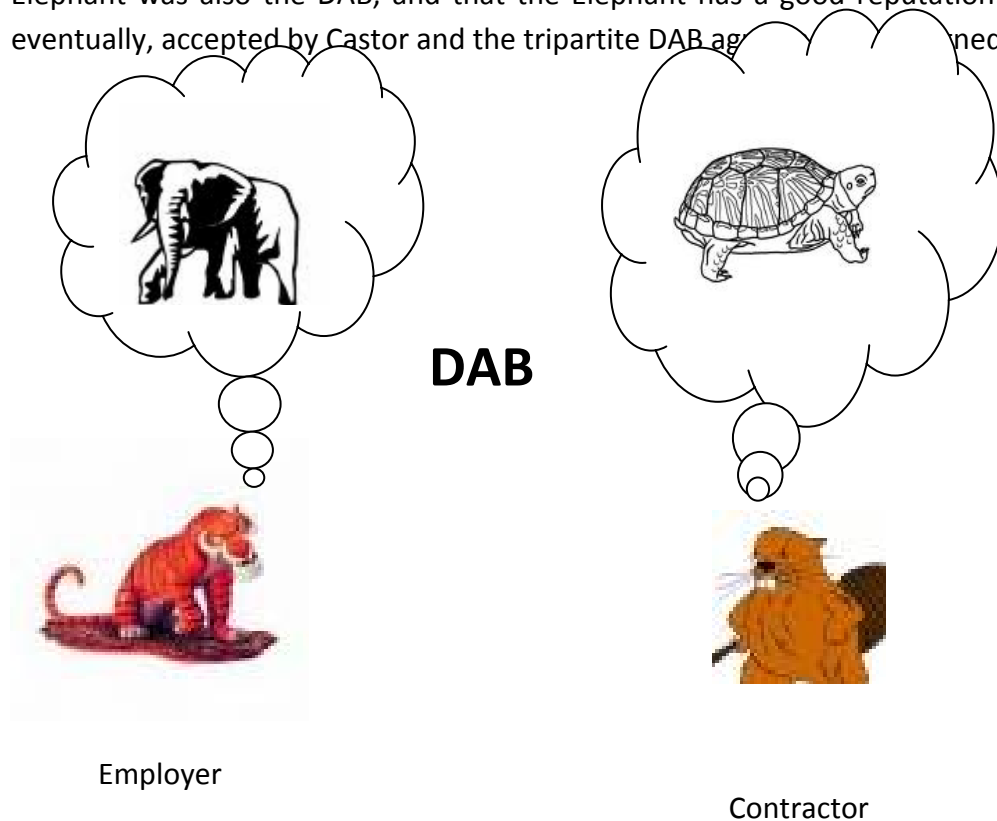 Elephant was also the DAB, and that the Elephant has a good reputation
eventually, accepted by Castor and the tripartite DAB
DAB
Employer
Contractor